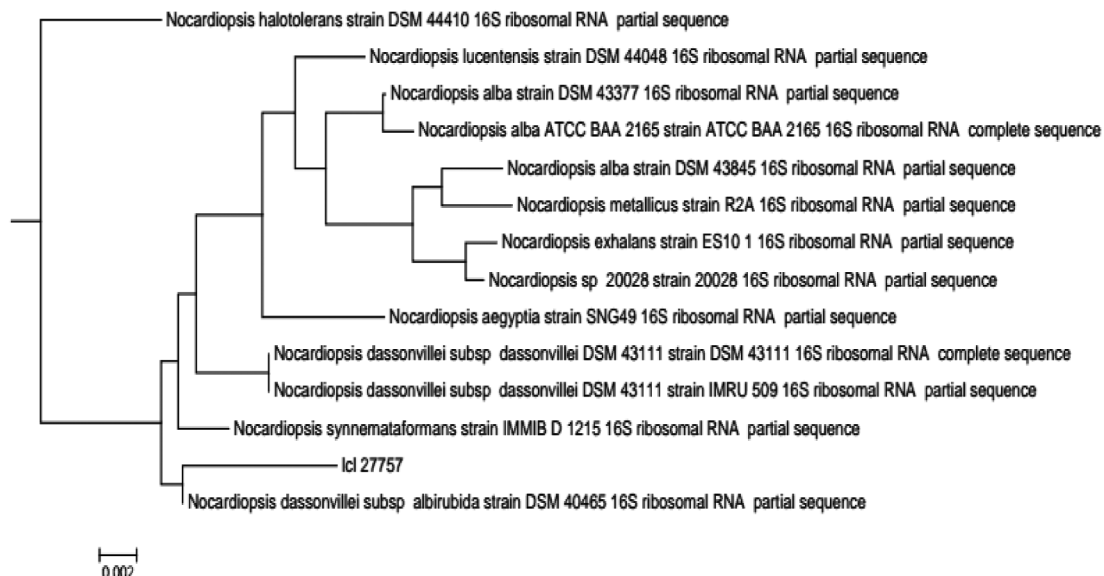 Nocardiopsis halotolerans strain DSM 44410 16S ribosomal RNA partial sequence
Nocardiopsis lucentensis strain DSM 44048 16S ribosomal RNA partial sequence
Nocardiopsis alba strain DSM 43377 16S ribosomal RNA partial sequence
Nocardiopsis alba ATCC BAA 2165 strain ATCC BAA 2165 16S ribosomal RNA complete sequence
Nocardiopsis alba strain DSM 43845 16S ribosomal RNA partial sequence
Nocardiopsis metallicus strain R2A 16S ribosomal RNA partial sequence
Nocardiopsis exhalans strain ES10 1 16S ribosomal RNA partial sequence
Nocardiopsis sp 20028 strain 20028 16S ribosomal RNA partial sequence
Nocardiopsis aegyptia strain SNG49 16S ribosomal RNA partial sequence
Nocardiopsis dassonvillei subsp dassonvillei DSM 43111 strain DSM 43111 16S ribosomal RNA complete sequence
Nocardiopsis dassonvillei subsp dassonvillei DSM 43111 strain IMRU 509 16S ribosomal RNA partial sequence
Nocardiopsis synnemataformans strain IMMIB D 1215 16S ribosomal RNA partial sequence
lcl 27757
Nocardiopsis dassonvillei subsp albirubida strain DSM 40465 16S ribosomal RNA partial sequence
0.002